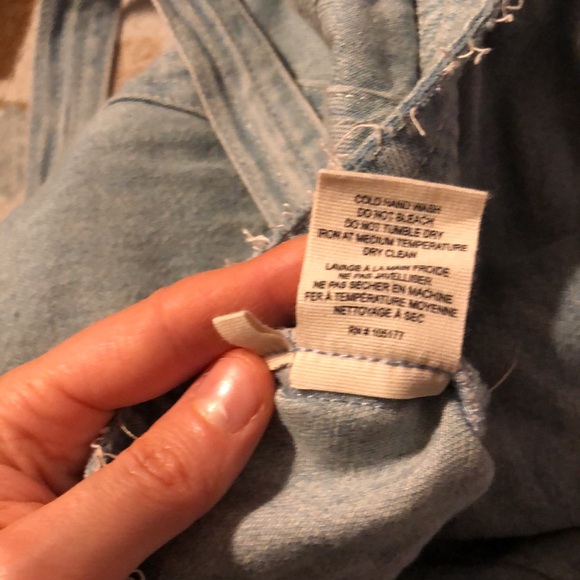 COLD HAND WASH
DO NOT BLEACH
DO NOT TUMBLE DRY
IRON AT MEDIUM TEMPERATURE
DRY CLEAN
LAVAGE A LA MAIN FROIDE
NE PAS JAVELLISER
NE PAS SÉCHER EN MACHINE
FER À TEMPÉRATURE MOYENNE
NETTOYAGE À SEC
RN# 105177